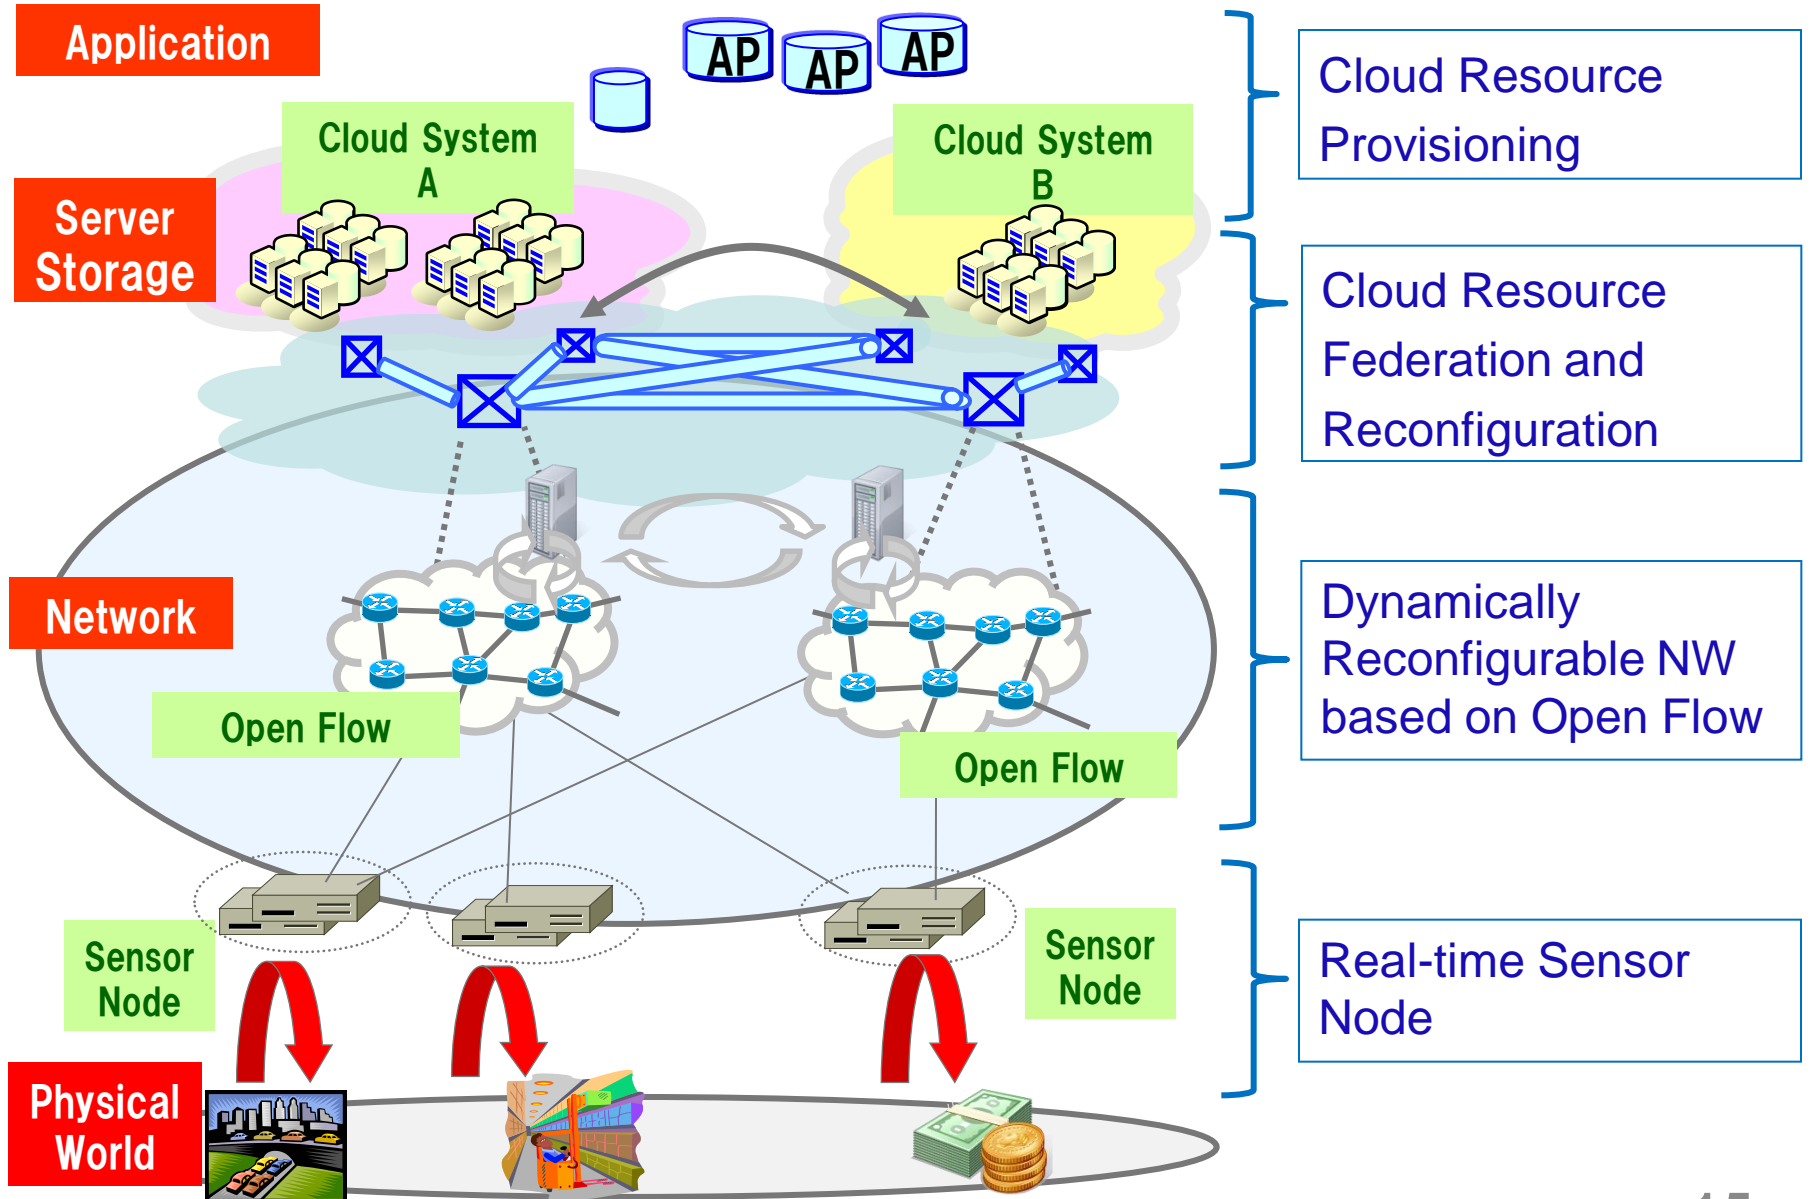 Application
AP
AP
AP
Cloud Resource
Provisioning
Cloud System
A
Cloud System
B
Server
Storage
Cloud Resource
Federation and
Reconfiguration
Network
Dynamically
Reconfigurable NW
based on Open Flow
Open Flow
Open Flow
Sensor
Node
Sensor
Node
Real-time Sensor
Node
Physical
World